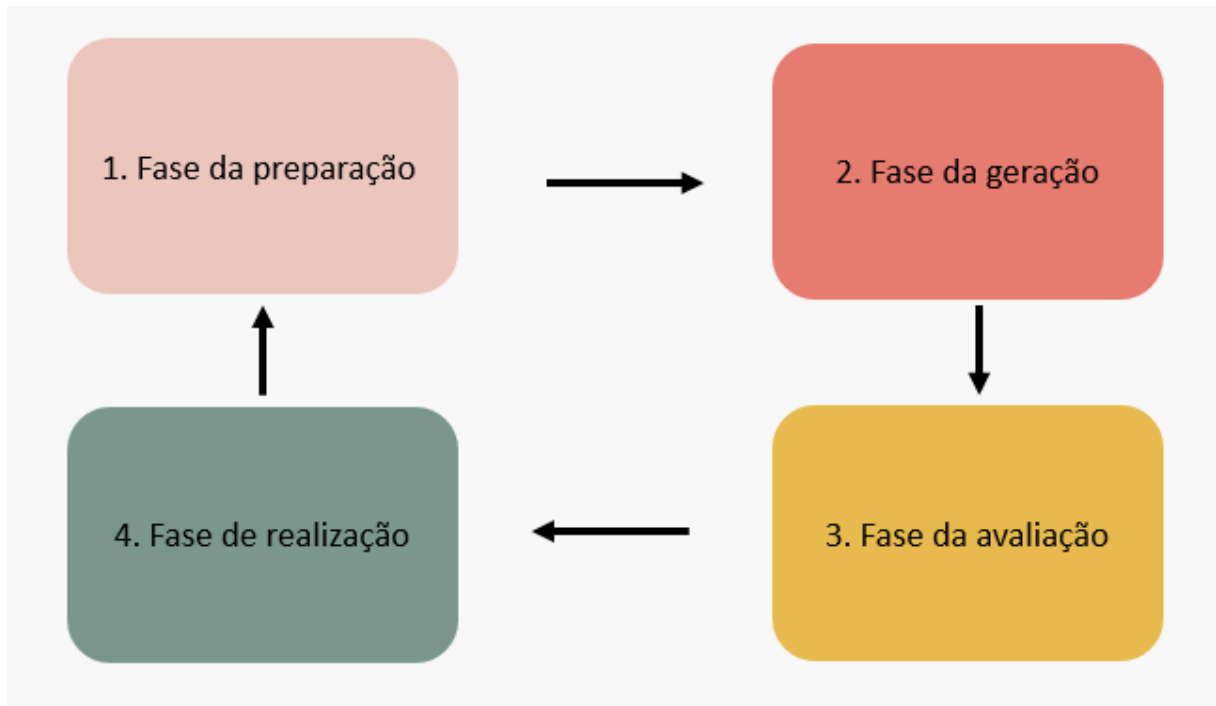 1. Fase da preparação
2. Fase da geração
4. Fase de realização
3. Fase da avaliação